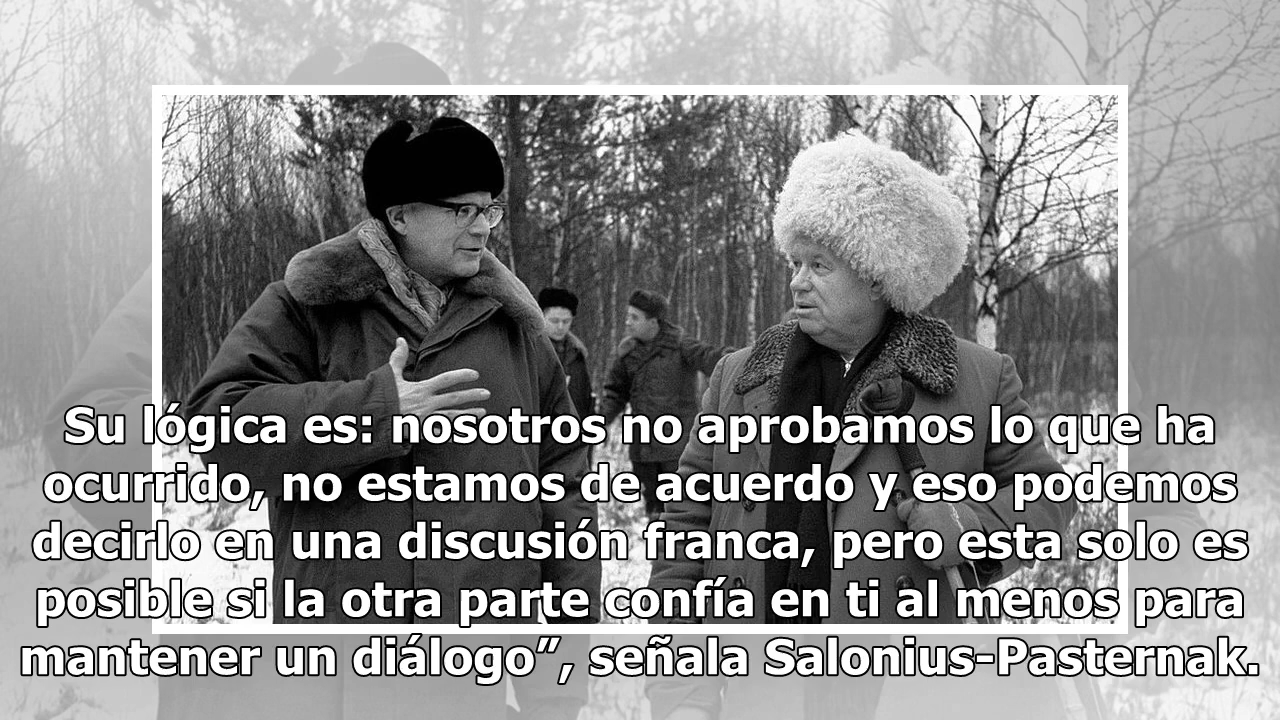 Su lógica es: nosotros no aprobamos lo que ha
ocurrido, no estamos de acuerdo y eso podemos
decirlo en una discusión franca, pero esta solo es
posible si la otra parte confía en ti al menos para
mantener un diálogo”, señala Salonius-Pasternak.